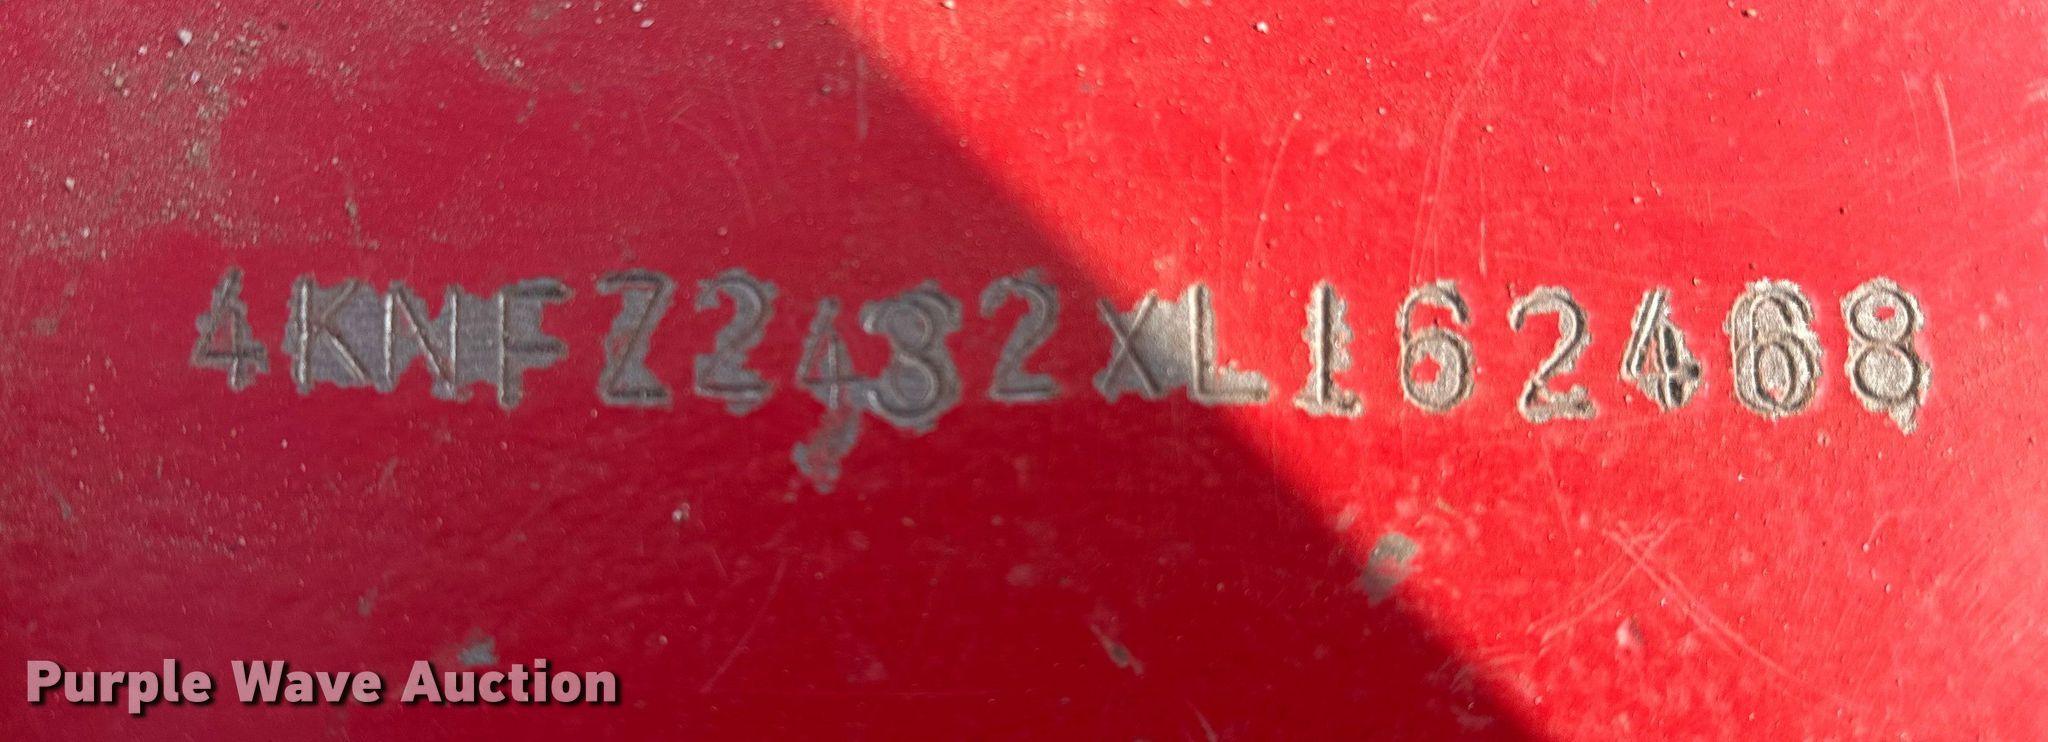 4KNFZ2432XL162468
Purple Wave Auction